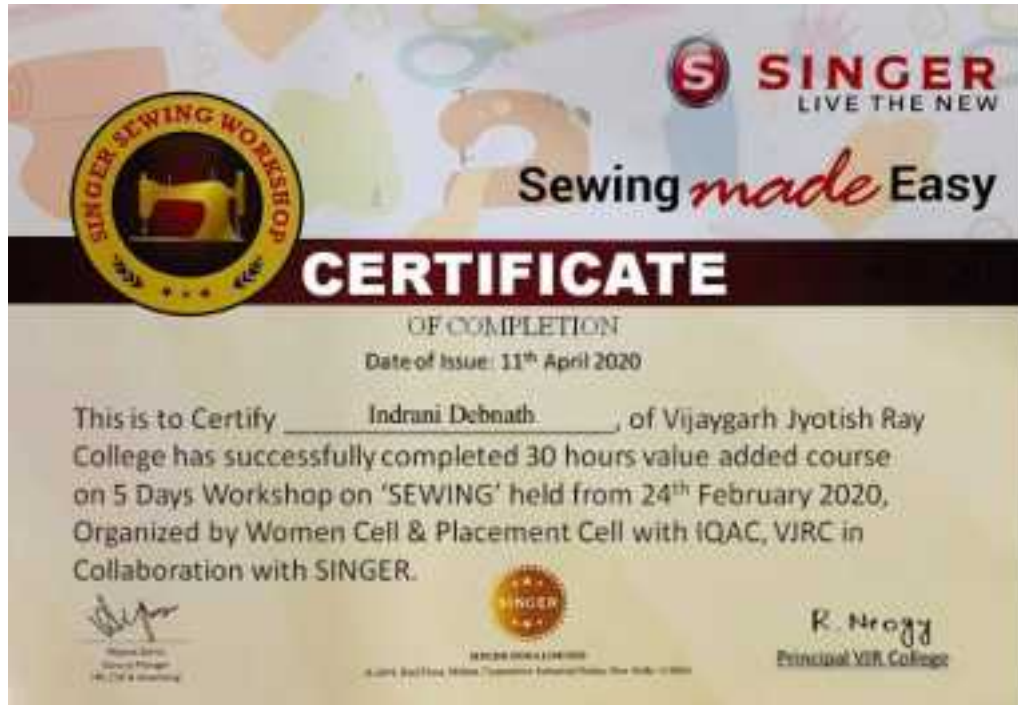 SINGER SEWING WORKSHOP
S SINGER
LIVE THE NEW
Sewing made Easy
CERTIFICATE
OF COMPLETION
Date of Issue: 11th April 2020
This is to Certify Indrani Debnath, of Vijaygarh Jyotish Ray
College has successfully completed 30 hours value added course
on 5 Days Workshop on ‘SEWING’ held from 24th February 2020,
Organized by Women Cell & Placement Cell with IQAC, VJRC in
Collaboration with SINGER.
SINGER
R. Neogy
Principal VJR College
SINGER INDIA LIMITED